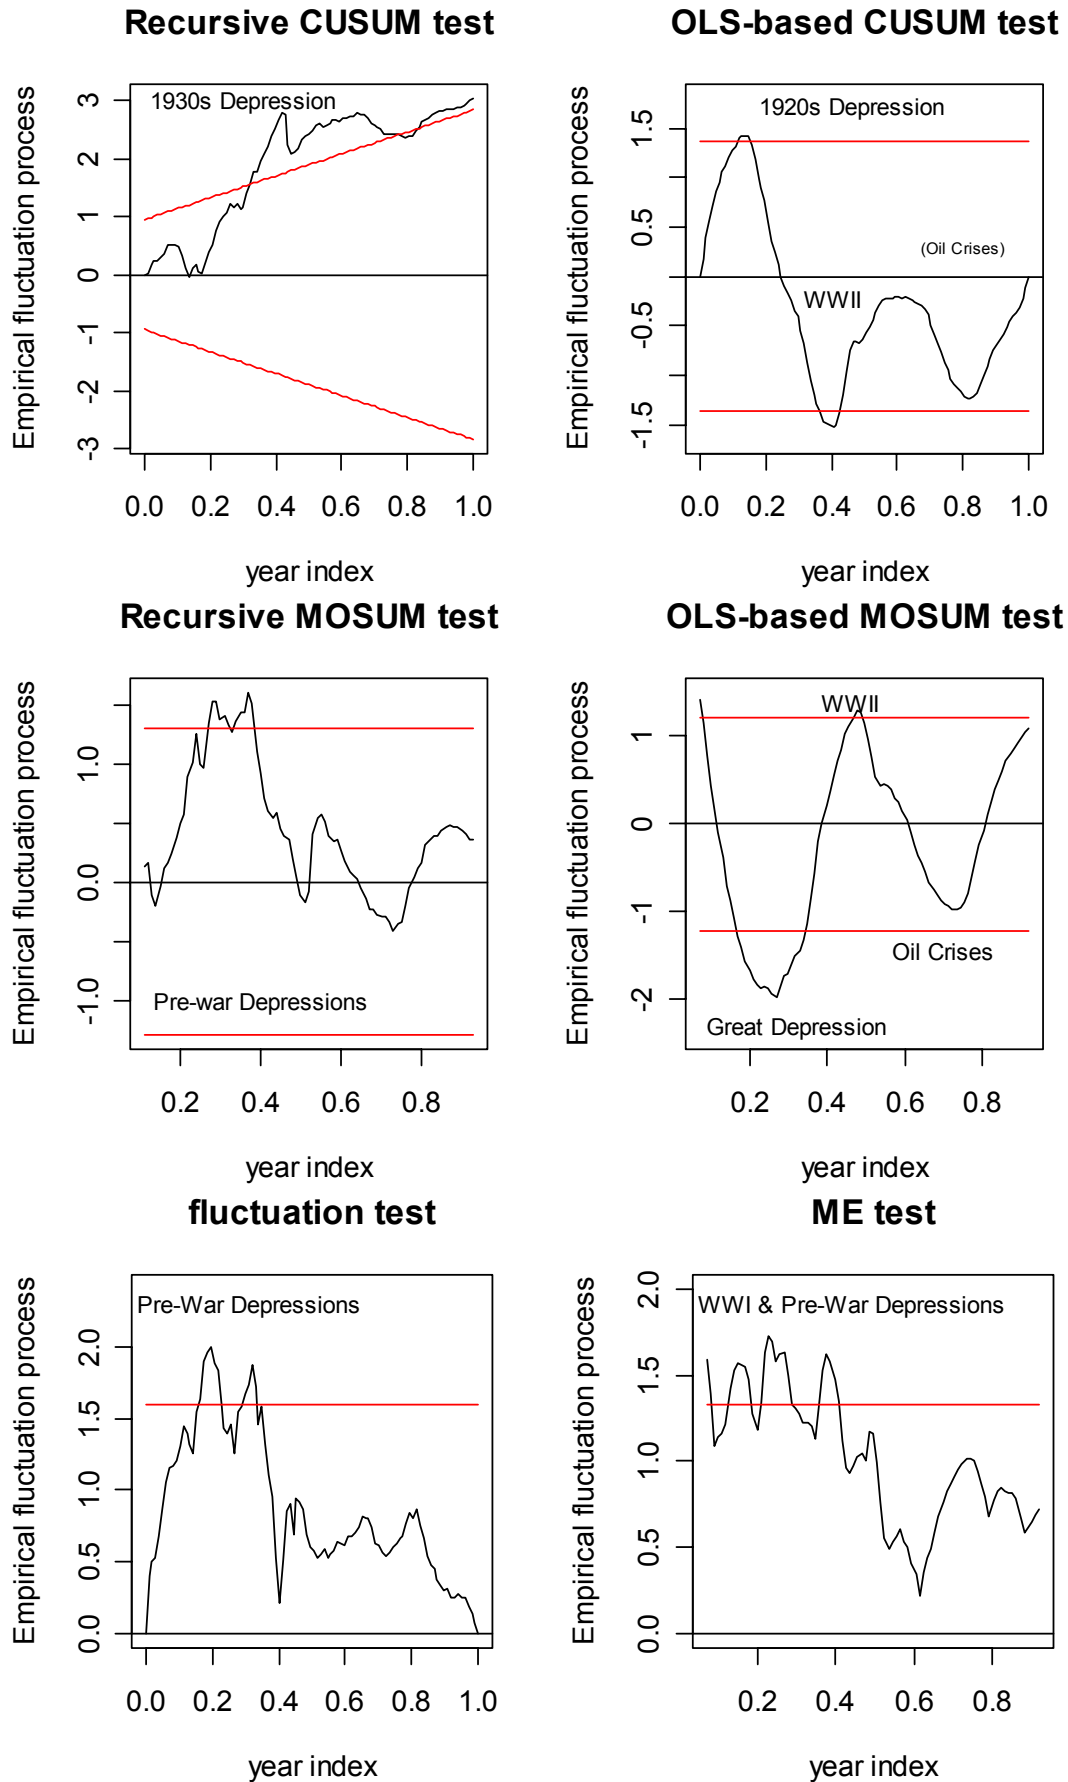 Recursive CUSUM test
OLS-based CUSUM test
Empirical fluctuation process
3
2
1
0
-1
-2
-3
1930s Depression
0.0 0.2 0.4 0.6 0.8 1.0
year index
Empirical fluctuation process
1.5
0.5
-0.5
-1.5
1920s Depression
(Oil Crises)
WWII
0.0 0.2 0.4 0.6 0.8 1.0
year index
Recursive MOSUM test
OLS-based MOSUM test
Empirical fluctuation process
1.0
0.0
-1.0
Pre-war Depressions
0.2 0.4 0.6 0.8
year index
Empirical fluctuation process
1
0
-1
-2
WWII
Oil Crises
Great Depression
0.2 0.4 0.6 0.8
year index
fluctuation test
ME test
Empirical fluctuation process
2.0
1.5
1.0
0.5
0.0
Pre-War Depressions
0.0 0.2 0.4 0.6 0.8 1.0
year index
Empirical fluctuation process
2.0
1.5
1.0
0.5
0.0
WWI & Pre-War Depressions
0.2 0.4 0.6 0.8
year index